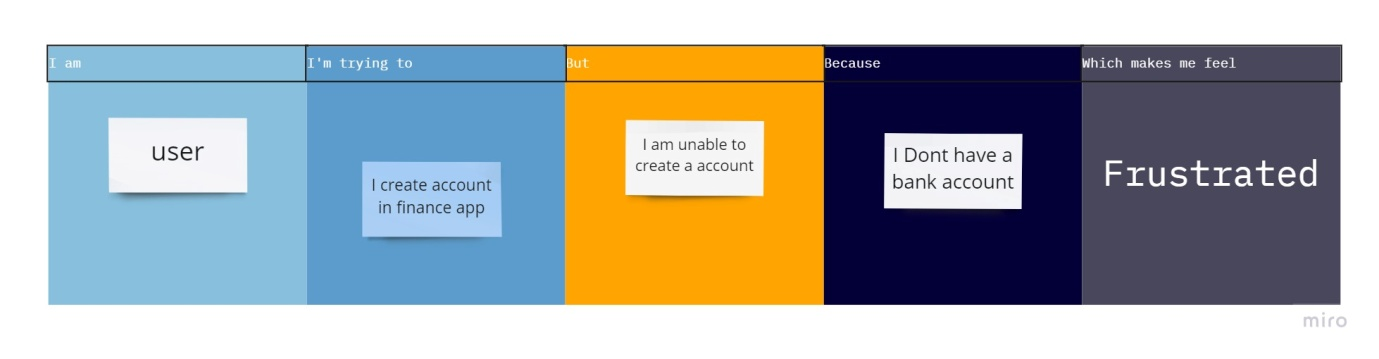 I am
I'm trying to
But
Because
Which makes me feel
user
I create account
in finance app
I am unable to
create a account
I Dont have a
bank account
Frustrated
miro